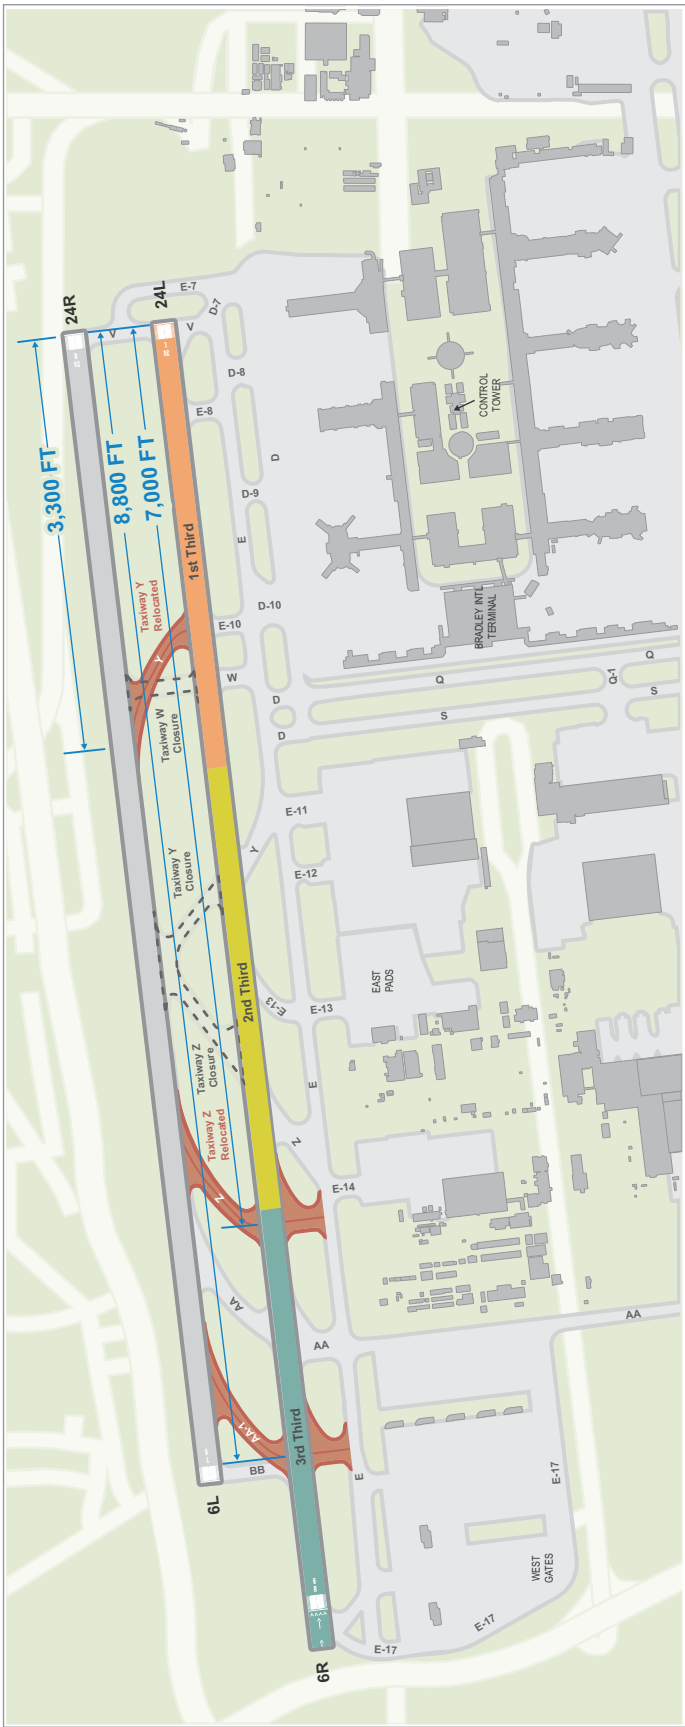 24R
24L
E-7
V
V
D-7
3,300 FT
8,800 FT
7,000 FT
D-8
E-8
CONTROL
TOWER
D
D-9
1st Third
E
Taxiway Y
Relocated
D-10
E-10
BRADLEY INTL
TERMINAL
Y
W
Q
Q
Q-1
D
S
S
Taxiway W
Closure
D
E-11
Y
Taxiway Y
Closure
E-12
EAST
PADS
2nd Third
E-13
E-13
Taxiway Z
Closure
E
Taxiway Z
Relocated
Z
E-14
Z
AA
AA
AA
AA-1
3rd Third
BB
E
E-17
6L
WEST
GATES
E-17
E-17
6R